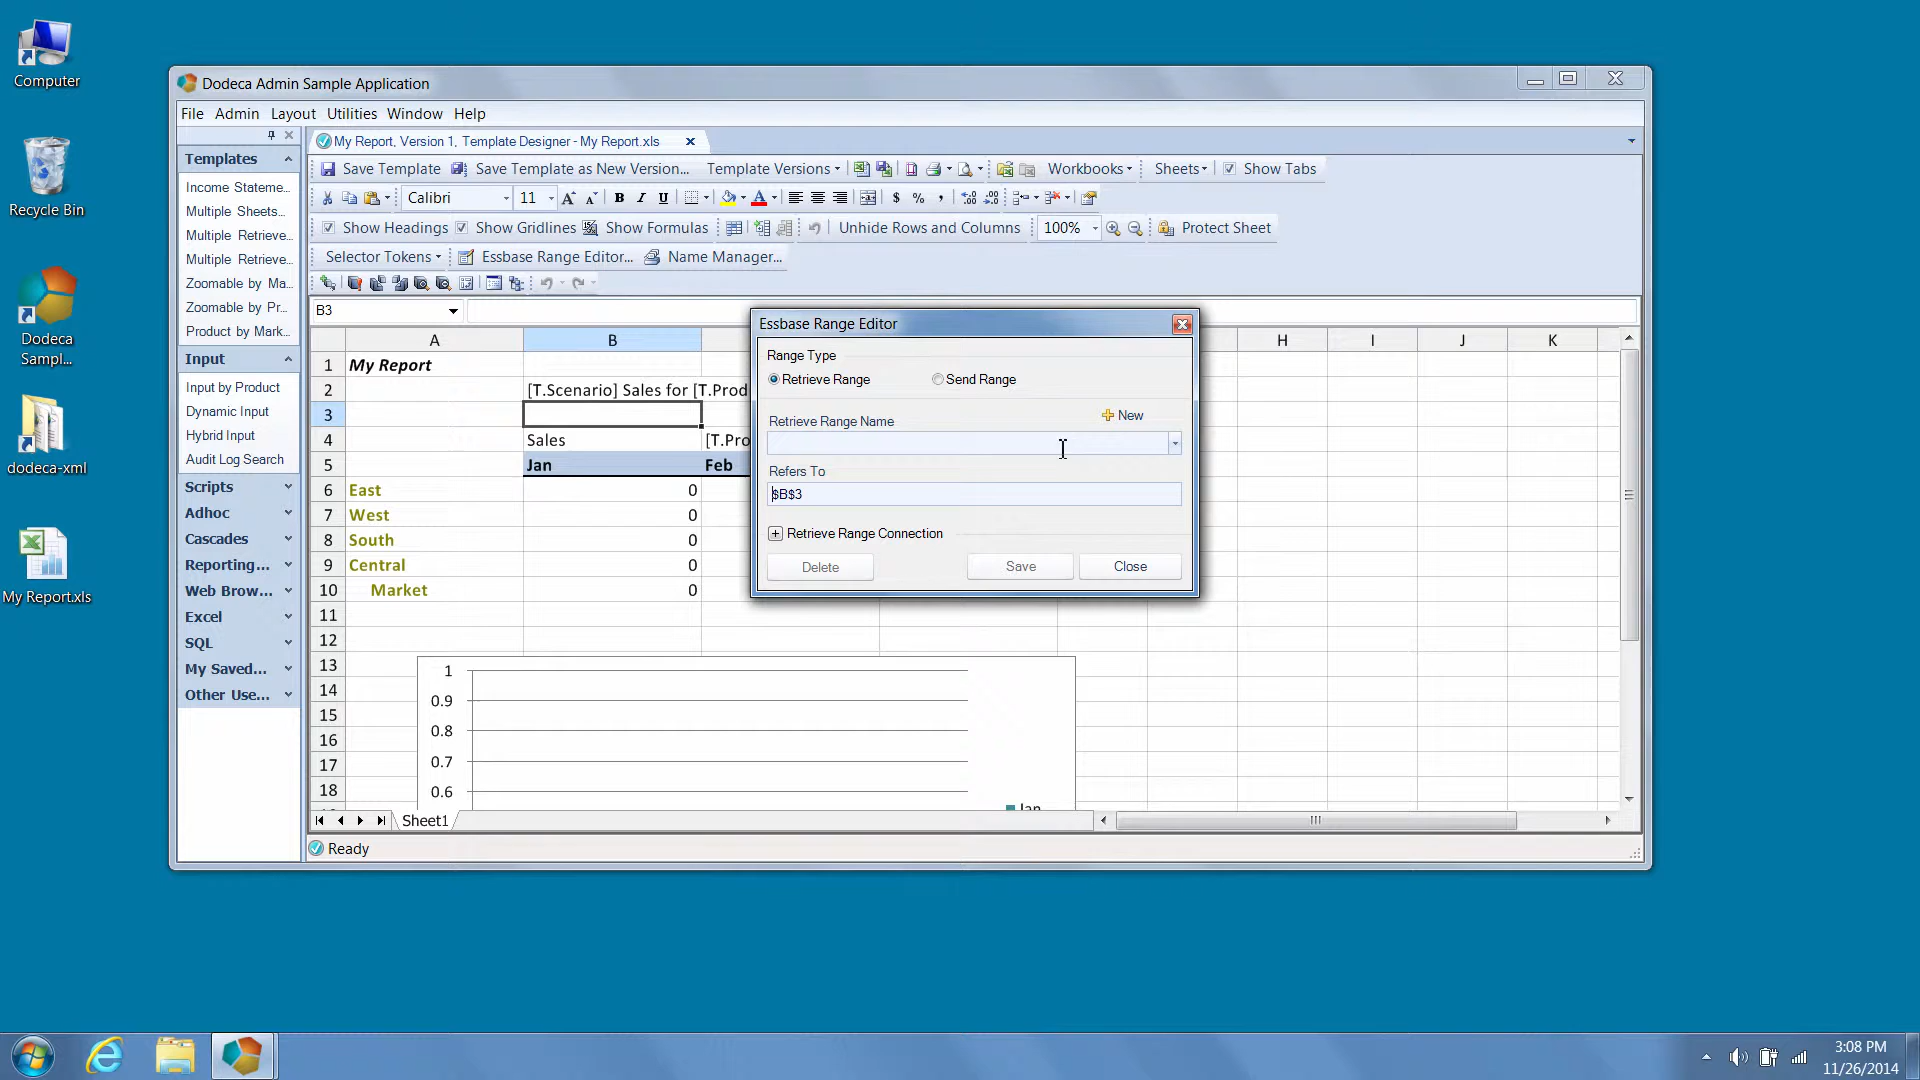 Computer
Recycle Bin
Dodeca
Sampl...
dodeca-xml
My Report.xls
Dodeca Admin Sample Application
File Admin Layout Utilities Window Help
My Report, Version 1, Template Designer - My Report.xls
Save Template Save Template as New Version... Template Versions Workbooks Sheets Show Tabs
Calibri 11 B I U A $ % ,
Show Headings Show Gridlines Show Formulas Unhide Rows and Columns 100% Protect Sheet
Selector Tokens Essbase Range Editor... Name Manager...
B3
Templates
Income Stateme...
Multiple Sheets...
Multiple Retrieve...
Multiple Retrieve...
Zoomable by Ma...
Zoomable by Pr...
Product by Mark...
Input
Input by Product
Dynamic Input
Hybrid Input
Audit Log Search
Scripts
Adhoc
Cascades
Reporting...
Web Brow...
Excel
SQL
My Saved...
Other Use...
A B H I J K
1 My Report
2 [T.Scenario] Sales for [T.Prod
3
4 Sales [T.Pro
5 Jan Feb
6 East 0
7 West 0
8 South 0
9 Central 0
10 Market 0
11
12
13
14
15
16
17
18
1
0.9
0.8
0.7
0.6
Jan
Sheet1
Ready
Essbase Range Editor
Range Type
Retrieve Range Send Range
New
Retrieve Range Name
Refers To
$B$3
Retrieve Range Connection
Delete Save Close
3:08 PM
11/26/2014